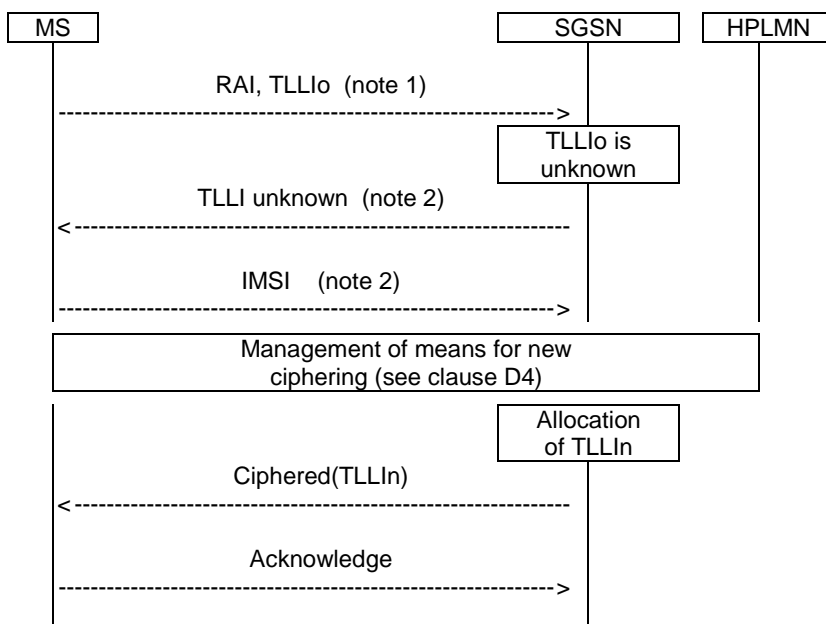 MS SGSN HPLMN
RAI, TLLIo (note 1)
TLLIo is
unknown
TLLI unknown (note 2)
IMSI (note 2)
Management of means for new
ciphering (see clause D4)
Allocation
of TLLIn
Ciphered(TLLIn)
Acknowledge